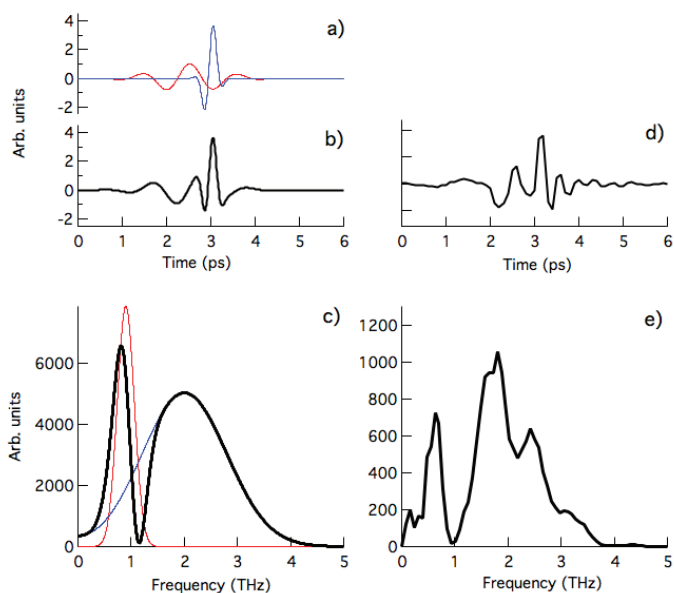 a)
4
2
0
-2
Arb. units
b)
4
2
0
-2
0 1 2 3 4 5 6
Time (ps)
d)
0 1 2 3 4 5 6
Time (ps)
c)
6000
4000
2000
0
Arb. units
0 1 2 3 4 5
Frequency (THz)
e)
1200
1000
800
600
400
200
0
0 1 2 3 4 5
Frequency (THz)